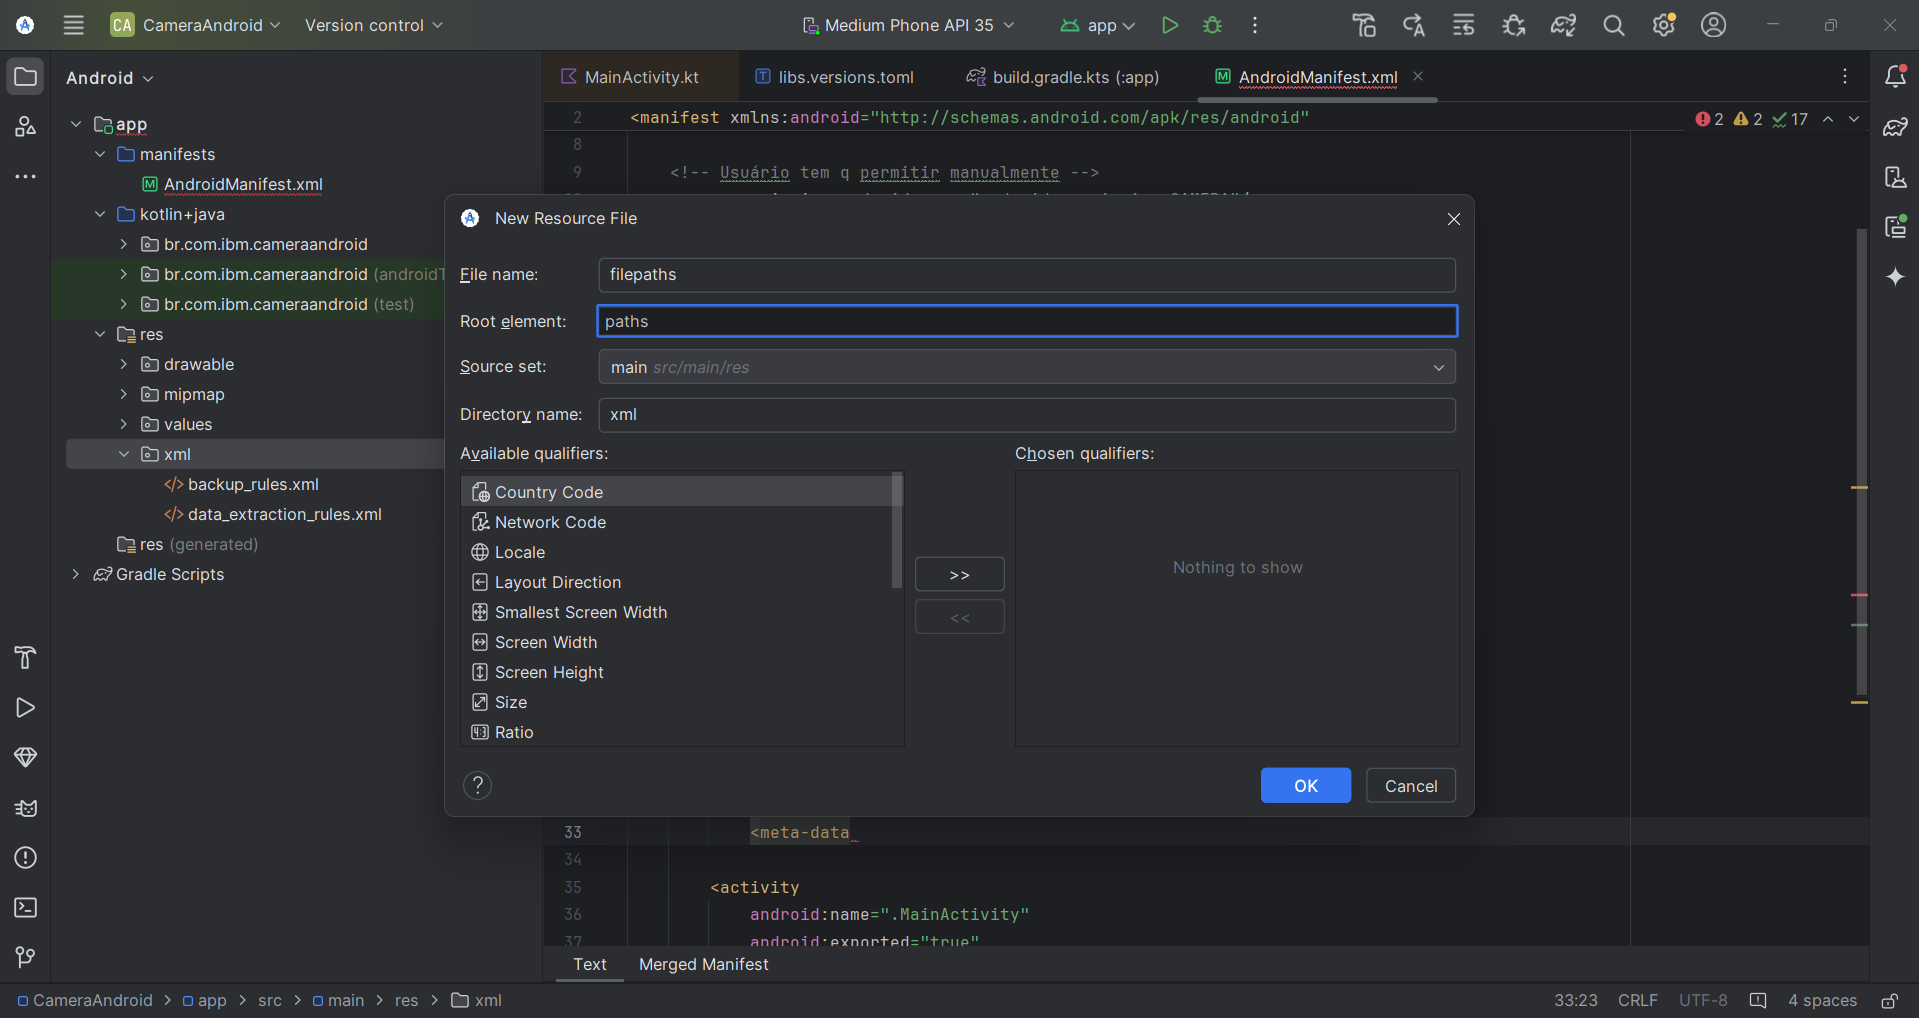 CA CameraAndroid Version control Medium Phone API 35 app
Android
MainActivity.kt libs.versions.toml build.gradle.kts (:app) AndroidManifest.xml
app
manifests
AndroidManifest.xml
kotlin+java
br.com.ibm.cameraandroid
br.com.ibm.cameraandroid (androidT
br.com.ibm.cameraandroid (test)
res
drawable
mipmap
values
xml
backup_rules.xml
data_extraction_rules.xml
res (generated)
Gradle Scripts
2 <manifest xmlns:android="http://schemas.android.com/apk/res/android"
2 2 17
8
9 <!-- Usuário tem q permitir manualmente -->
New Resource File
File name: filepaths
Root element: paths
Source set: main src/main/res
Directory name: xml
Available qualifiers:
Country Code
Network Code
Locale
Layout Direction
Smallest Screen Width
Screen Width
Screen Height
Size
Ratio
>>
<<
Chosen qualifiers:
Nothing to show
?
OK
Cancel
33 <meta-data
34
35 <activity
36 android:name=".MainActivity"
37 android:exported="true"
Text Merged Manifest
CameraAndroid > app > src > main > res > xml
33:23 CRLF UTF-8 4 spaces